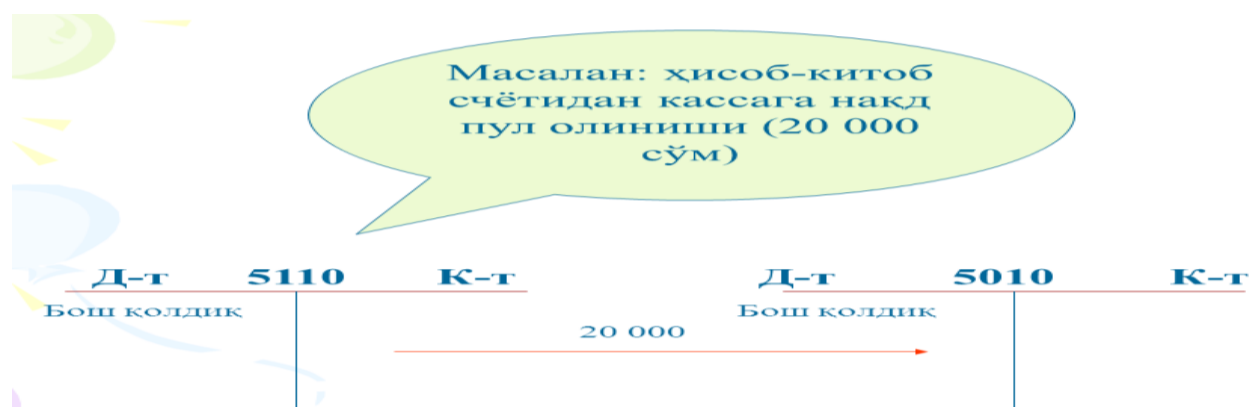 Масалан: ҳисоб-китоб
счётидан кассага нақд
пул олиниши (20 000
сўм)
Д-т 5110 К-т
Бош қолдиқ
20 000
Д-т 5010 К-т
Бош қолдиқ